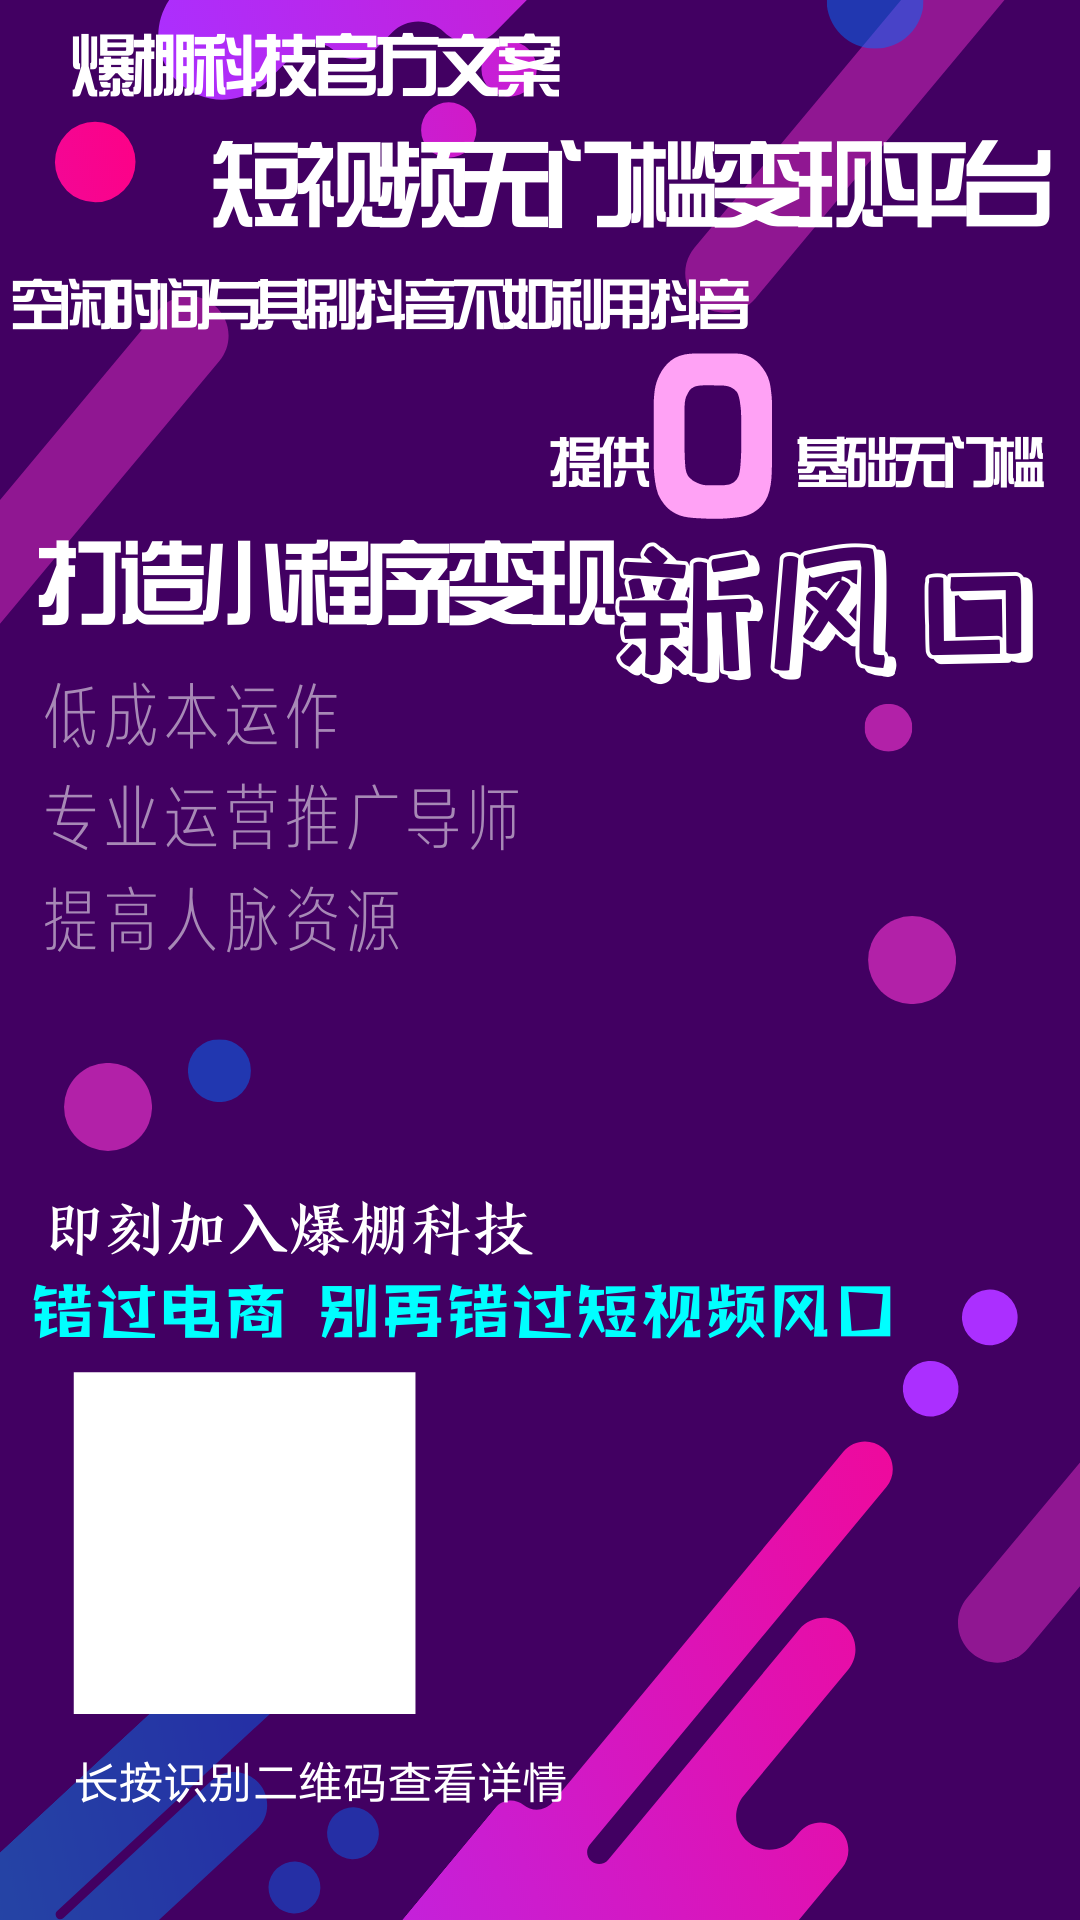 爆棚科技官方文案
短视频无门槛变现平台
空闲时间与其刷抖音不如利用抖音
提供0基础无门槛
打造小程序变现新风口
低成本运作
专业运营推广导师
提高人脉资源
即刻加入爆棚科技
错过电商 别再错过短视频风口
长按识别二维码查看详情